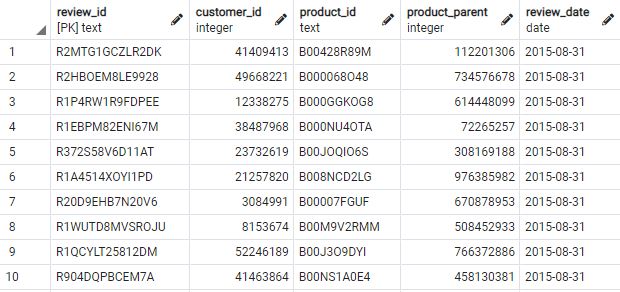 review_id customer_id product_id product_parent review_date
[PK] text integer text integer date
1 R2MTG1GCZLR2DK 41409413 B00428R89M 112201306 2015-08-31
2 R2HBOEM8LE9928 49668221 B000068O48 734576678 2015-08-31
3 R1P4RW1R9FDPEE 12338275 B000GGKOG8 614448099 2015-08-31
4 R1EBPM82ENI67M 38487968 B000NU4OTA 72265257 2015-08-31
5 R372S58V6D11AT 23732619 B00JOQIO6S 308169188 2015-08-31
6 R1A4514XOYI1PD 21257820 B008NCD2LG 976385982 2015-08-31
7 R20D9EHB7N20V6 3084991 B00007FGUF 670878953 2015-08-31
8 R1WUTD8MVSROJU 8153674 B00M9V2RMM 508452933 2015-08-31
9 R1QCYLT25812DM 52246189 B00J3O9DYI 766372886 2015-08-31
10 R904DQPBCEM7A 41463864 B00NS1A0E4 458130381 2015-08-31